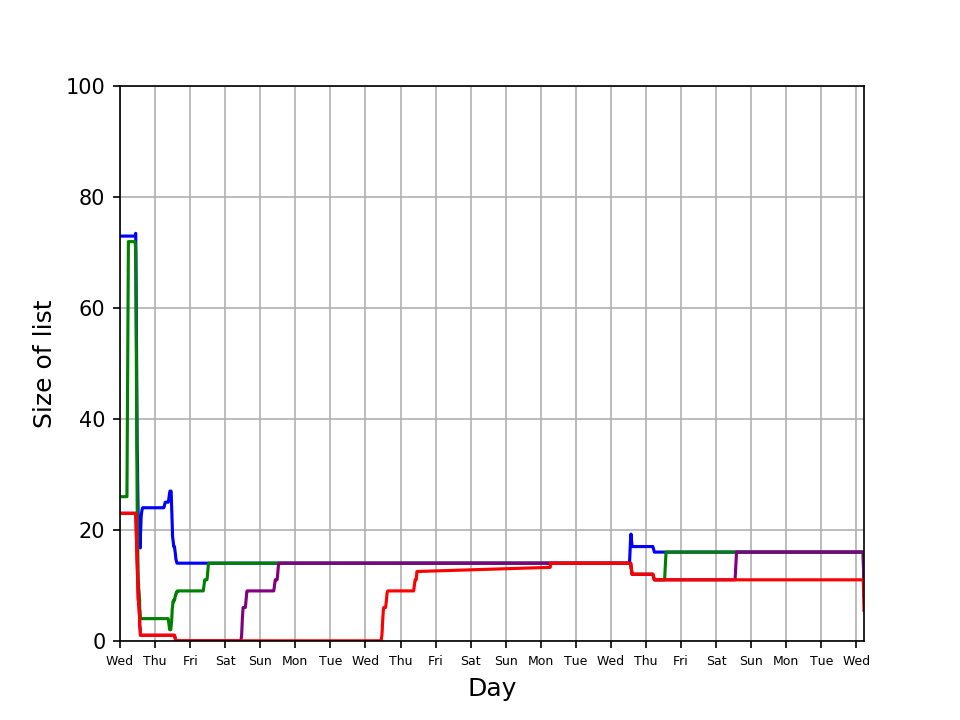 100
80
60
40
20
0
Size of list
Wed Thu Fri Sat Sun Mon Tue Wed Thu Fri Sat Sun Mon Tue Wed Thu Fri Sat Sun Mon Tue Wed
Day